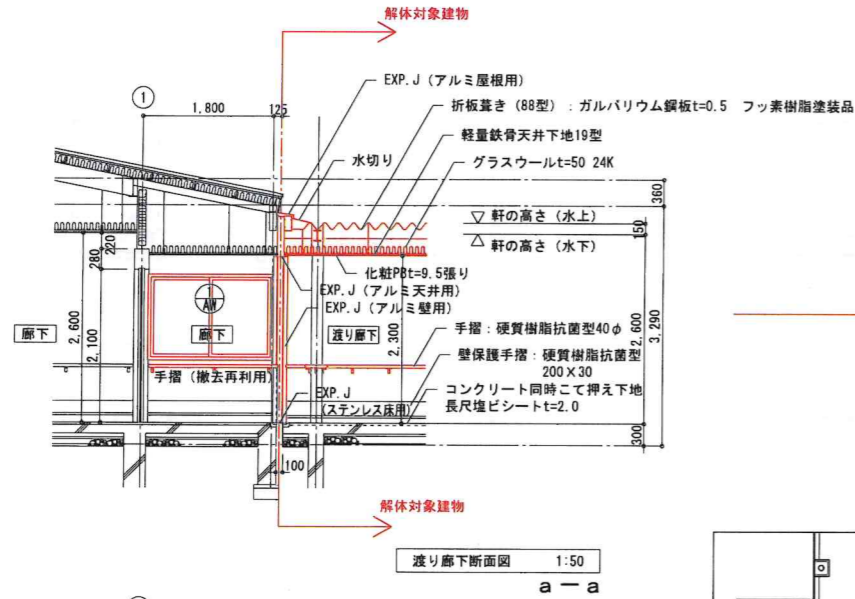 解体対象建物
EXP.J（アルミ屋根用）
1
1,800
125
折板葺き（88型）：ガルバリウム鋼板t=0.5 フッ素樹脂塗装品
軽量鉄骨天井下地19型
水切り
グラスウールt=50 24K
360
軒の高さ（水上）
150
軒の高さ（水下）
220
280
化粧PBt=9.5張り
EXP.J（アルミ天井用）
1
AW
EXP.J（アルミ壁用）
廊下
2,600
2,100
廊下
渡り廊下
2,300
手摺：硬質樹脂抗菌型40φ
2,600
3,290
壁保護手摺：硬質樹脂抗菌型
200×30
手摺（撤去再利用）
EXP.J
（ステンレス床用）
コンクリート同時こて押え下地
長尺塩ビシートt=2.0
300
100
解体対象建物
渡り廊下断面図 1:50
a－a